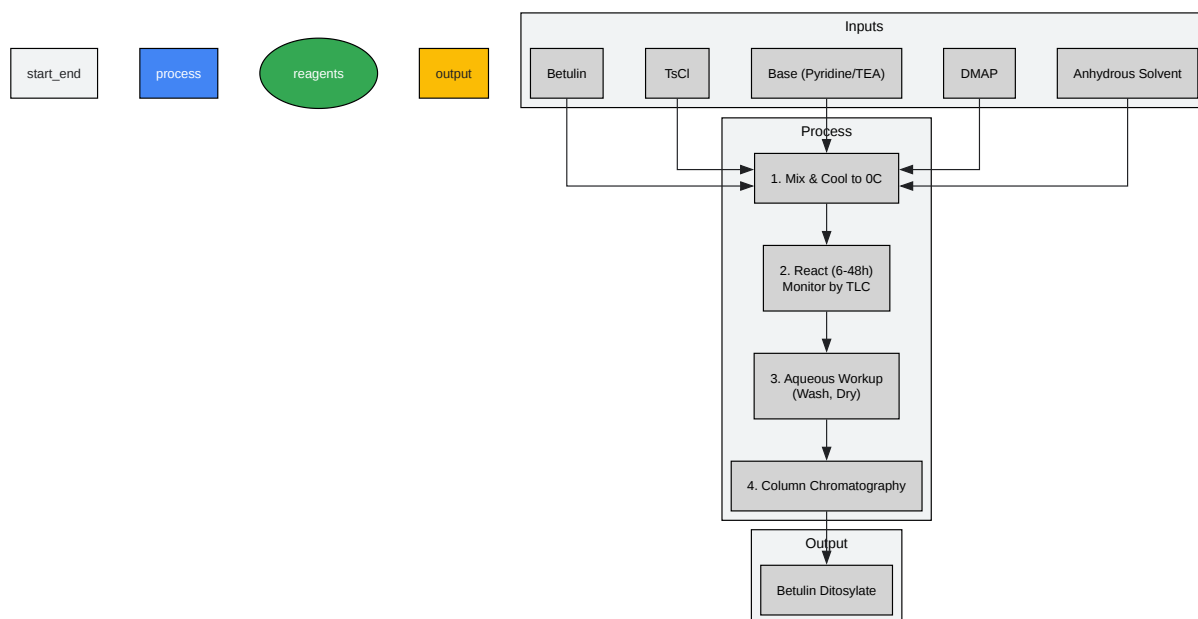 Inputs
start_end
process
reagents
output
Betulin
TsCl
Base (Pyridine/TEA)
DMAP
Anhydrous Solvent
Process
1. Mix & Cool to 0C
2. React (6-48h)
Monitor by TLC
3. Aqueous Workup
(Wash, Dry)
4. Column Chromatography
Output
Betulin Ditosylate